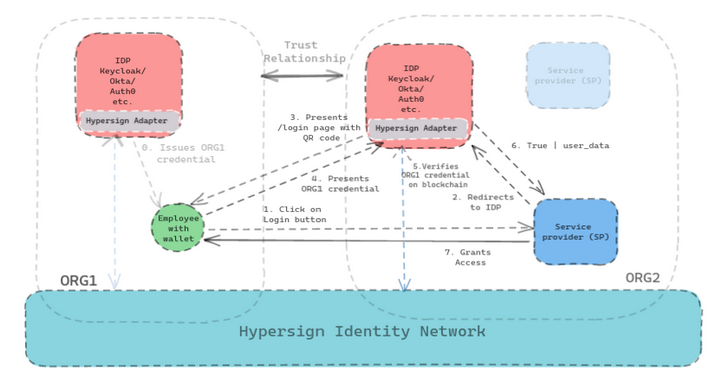 IDP
Keycloak/
Okta/
Auth0
etc.
Hypersign Adapter
Trust
Relationship
IDP
Keycloak/
Okta/
Auth0
etc.
Hypersign Adapter
Service
provider (SP)
0. Issues ORG1
credential
3. Presents
/login page with
QR code
4. Presents
ORG1 credential
5.Verifies
ORG1 credential
on blockchain
6. True | user_data
2. Redirects
to IDP
1. Click on
Login button
Employee
with
wallet
Service
provider (SP)
7. Grants
Access
ORG1
ORG2
Hypersign Identity Network